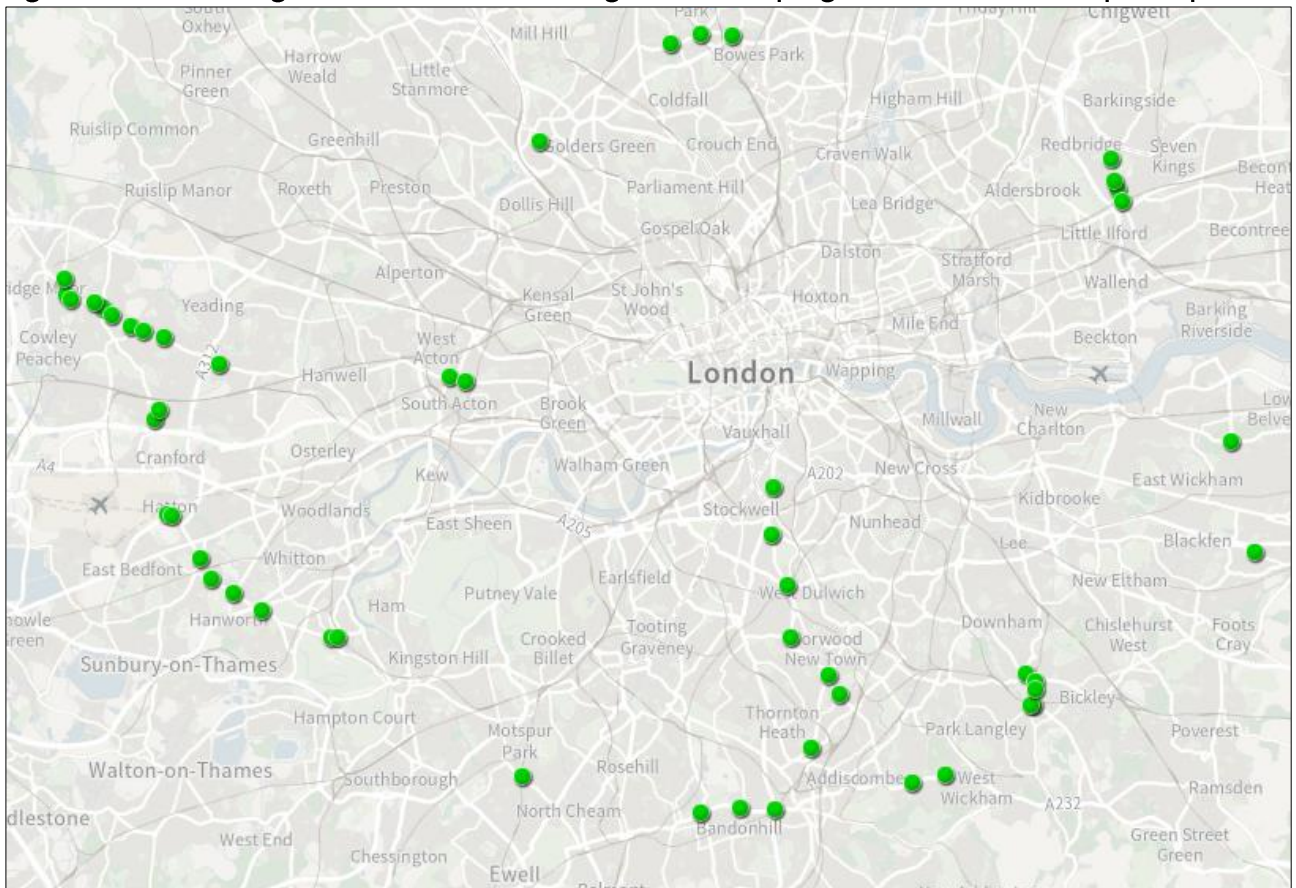 Park
Chigwell
South
Oxhey
Mill Hill
Bowes Park
Harrow
Weald
Pinner
Green
Little
Stanmore
Coldfall
Higham Hill
Barkingside
Ruislip Common
Greenhill
Golders Green
Crouch End
Craven Walk
Redbridge
Seven
Kings
Ruislip Manor
Roxeth
Preston
Parliament Hill
Aldersbrook
Dollis Hill
Lea Bridge
Gospel Oak
Little Ilford
Becontree
Dalston
Alperton
Stratford
Marsh
Wallend
Yeading
Kensal
Green
St John's
Wood
Hoxton
Barking
Riverside
Mile End
Beckton
Cowley
Peachey
A312
West
Acton
Hanwell
London
Wapping
South Acton
Brook
Green
Millwall
New
Charlton
Vauxhall
Cranford
Osterley
A4
Kew
Walham Green
A202
New Cross
East Wickham
Kidbrooke
Hatton
Woodlands
East Sheen
A205
Stockwell
Nunhead
Lee
Blackfen
East Bedfont
Whitton
Earlsfield
New Eltham
Putney Vale
West Dulwich
Ham
Hanworth
Tooting
Graveney
Downham
Chislehurst
West
Foots
Cray
Crooked
Billet
Norwood
New Town
Sunbury-on-Thames
Kingston Hill
Bickley
Hampton Court
Thornton
Heath
Park Langley
Poverest
Motspur
Park
Walton-on-Thames
Southborough
Rosehill
Addiscombe
West
Wickham
Ramsden
North Cheam
A232
dlestone
Bandonhill
West End
Chessington
Green Street
Green
Ewell